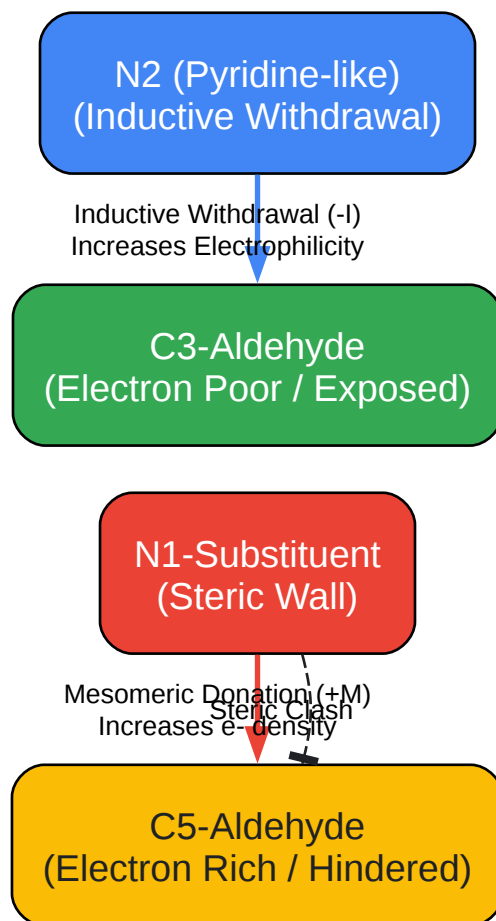 N2 (Pyridine-like)
(Inductive Withdrawal)
Inductive Withdrawal (-I)
Increases Electrophilicity
C3-Aldehyde
(Electron Poor / Exposed)
N1-Substituent
(Steric Wall)
Mesomeric Donation (+M)
Steric Clash
Increases e- density
C5-Aldehyde
(Electron Rich / Hindered)